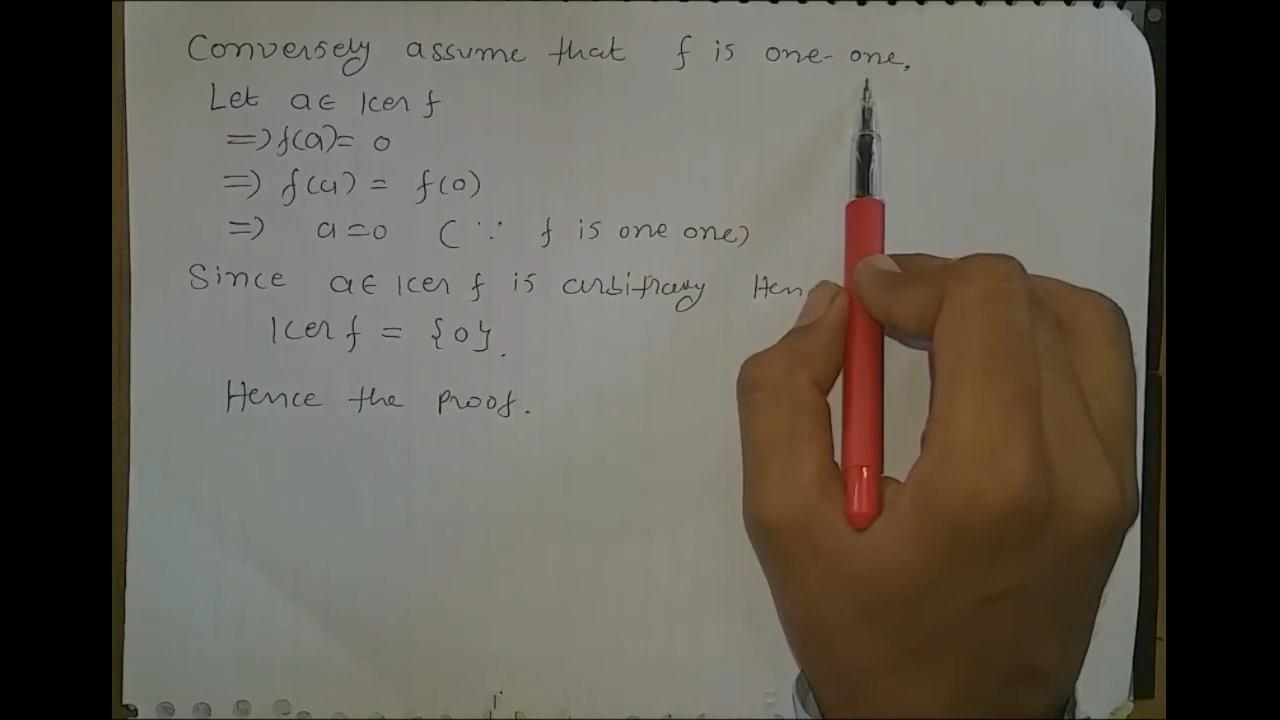 Conversely assume that f is one-one,
Let a∈ Ker f
=> f(a)= 0
=> f(a) = f(0)
=> a=0 (∵ f is one one)
Since a∈ Ker f is arbitrary
Ker f = {0}.
Hence the proof.